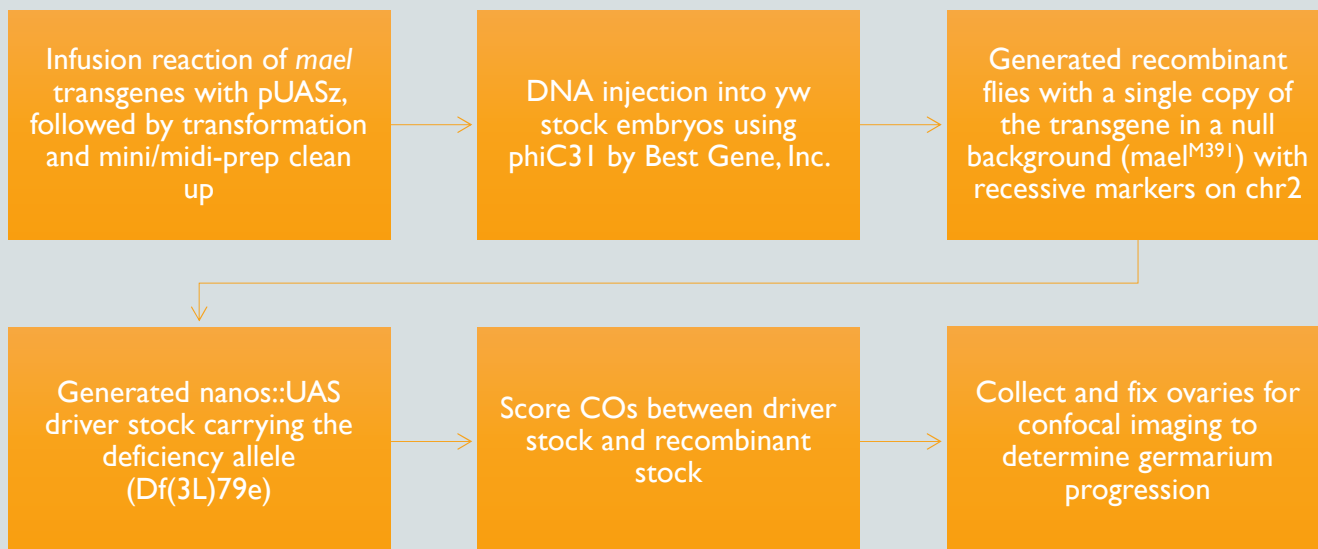 Infusion reaction of mael
transgenes with pUASz,
followed by transformation
and mini/midi-prep clean
up
DNA injection into yw
stock embryos using
phiC31 by Best Gene, Inc.
Generated recombinant
flies with a single copy of
the transgene in a null
background (mael^M391) with
recessive markers on chr2
Generated nanos::UAS
driver stock carrying the
deficiency allele
(Df(3L)79e)
Score COs between driver
stock and recombinant
stock
Collect and fix ovaries for
confocal imaging to
determine germarium
progression